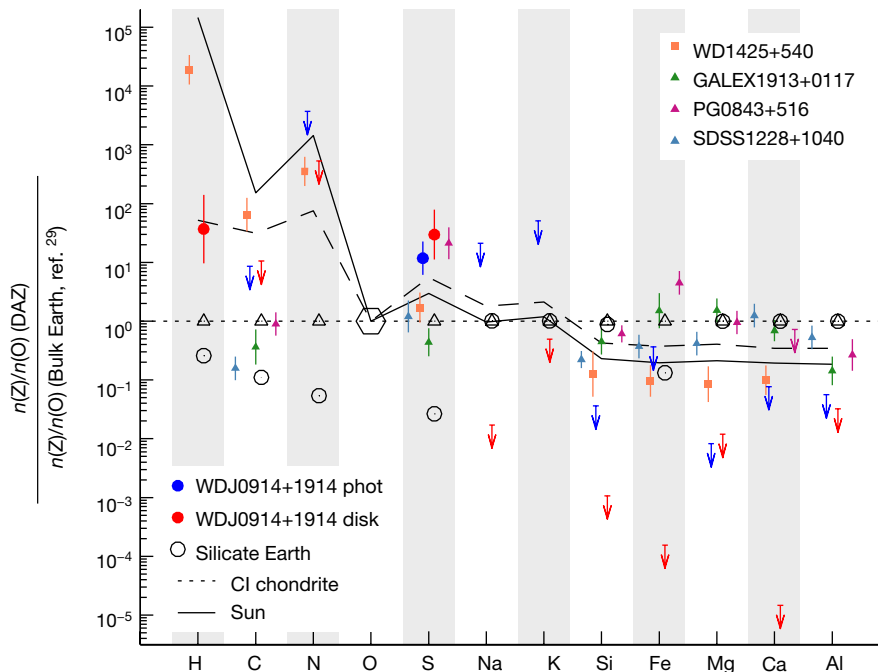 n(Z)/n(O) (DAZ)
n(Z)/n(O) (Bulk Earth, ref. 29)
10^5
10^4
10^3
10^2
10^1
10^0
10^-1
10^-2
10^-3
10^-4
10^-5
WD1425+540
GALEX1913+0117
PG0843+516
SDSS1228+1040
WDJ0914+1914 phot
WDJ0914+1914 disk
Silicate Earth
CI chondrite
Sun
H C N O S Na K Si Fe Mg Ca Al